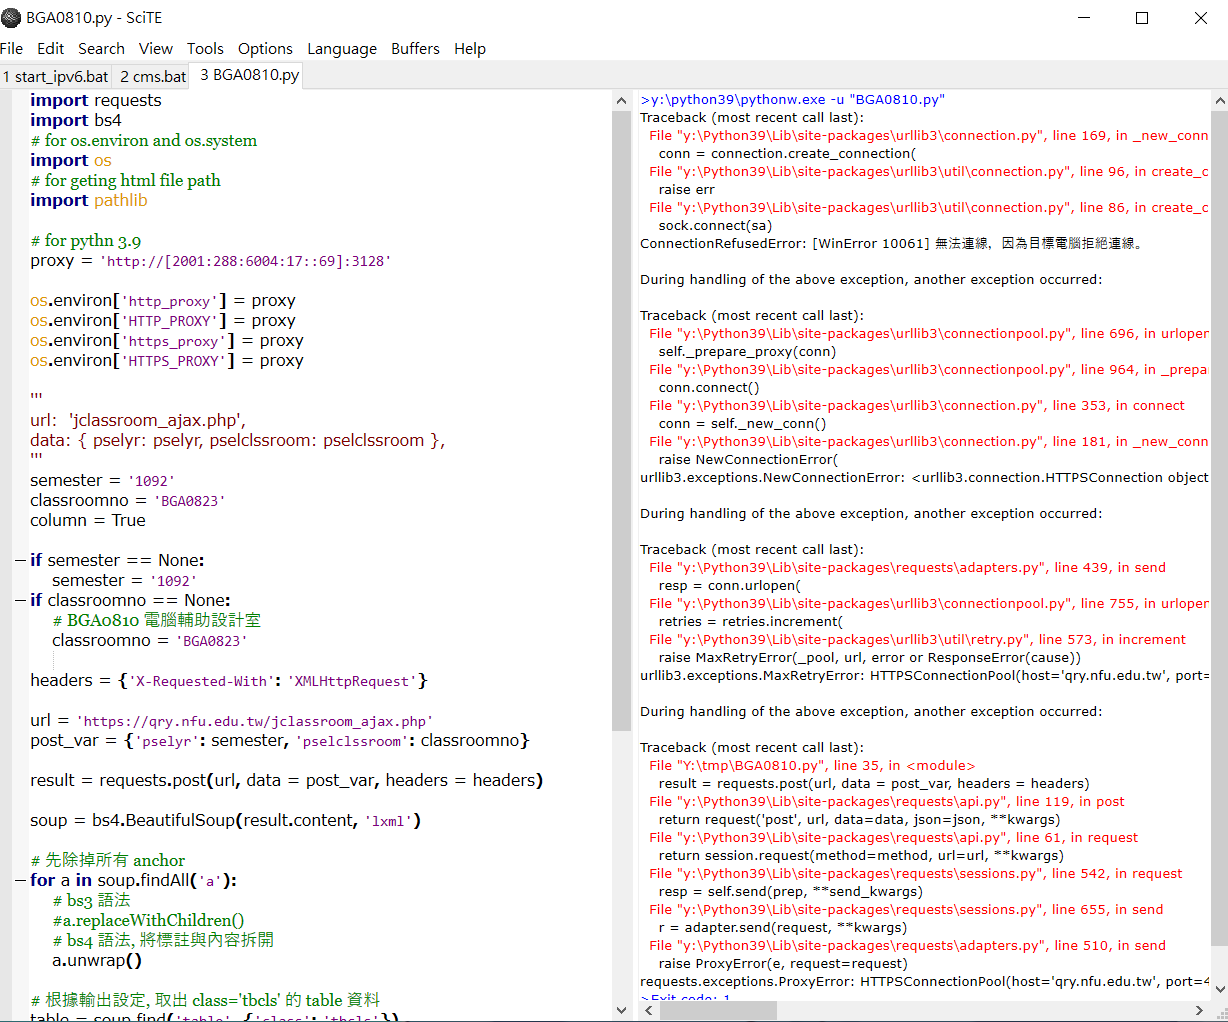 BGA0810.py - SciTE
File Edit Search View Tools Options Language Buffers Help
1 start_ipv6.bat 2 cms.bat 3 BGA0810.py
import requests
import bs4
# for os.environ and os.system
import os
# for geting html file path
import pathlib
# for pythn 3.9
proxy = 'http://[2001:288:6004:17::69]:3128'
os.environ['http_proxy'] = proxy
os.environ['HTTP_PROXY'] = proxy
os.environ['https_proxy'] = proxy
os.environ['HTTPS_PROXY'] = proxy
'''
url: 'jclassroom_ajax.php',
data: { pselyr: pselyr, pselclssroom: pselclssroom },
'''
semester = '1092'
classroomno = 'BGA0823'
column = True
if semester == None:
semester = '1092'
if classroomno == None:
# BGA0810 電腦輔助設計室
classroomno = 'BGA0823'
headers = {'X-Requested-With': 'XMLHttpRequest'}
url = 'https://qry.nfu.edu.tw/jclassroom_ajax.php'
post_var = {'pselyr': semester, 'pselclssroom': classroomno}
result = requests.post(url, data = post_var, headers = headers)
soup = bs4.BeautifulSoup(result.content, 'lxml')
# 先除掉所有 anchor
for a in soup.findAll('a'):
# bs3 語法
#a.replaceWithChildren()
# bs4 語法, 將標註與內容拆開
a.unwrap()
# 根據輸出設定, 取出 class='tbcls' 的 table 資料
table = soup.find('table', {'class': 'tbcls'})
>y:\python39\pythonw.exe -u "BGA0810.py"
Traceback (most recent call last):
File "y:\Python39\Lib\site-packages\urllib3\connection.py", line 169, in _new_conn
conn = connection.create_connection(
File "y:\Python39\Lib\site-packages\urllib3\util\connection.py", line 96, in create_c
raise err
File "y:\Python39\Lib\site-packages\urllib3\util\connection.py", line 86, in create_c
sock.connect(sa)
ConnectionRefusedError: [WinError 10061] 無法連線，因為目標電腦拒絕連線。
During handling of the above exception, another exception occurred:
Traceback (most recent call last):
File "y:\Python39\Lib\site-packages\urllib3\connectionpool.py", line 696, in urlopen
self._prepare_proxy(conn)
File "y:\Python39\Lib\site-packages\urllib3\connectionpool.py", line 964, in _prepa
conn.connect()
File "y:\Python39\Lib\site-packages\urllib3\connection.py", line 353, in connect
conn = self._new_conn()
File "y:\Python39\Lib\site-packages\urllib3\connection.py", line 181, in _new_conn
raise NewConnectionError(
urllib3.exceptions.NewConnectionError: <urllib3.connection.HTTPSConnection object
During handling of the above exception, another exception occurred:
Traceback (most recent call last):
File "y:\Python39\Lib\site-packages\requests\adapters.py", line 439, in send
resp = conn.urlopen(
File "y:\Python39\Lib\site-packages\urllib3\connectionpool.py", line 755, in urlopen
retries = retries.increment(
File "y:\Python39\Lib\site-packages\urllib3\util\retry.py", line 573, in increment
raise MaxRetryError(_pool, url, error or ResponseError(cause))
urllib3.exceptions.MaxRetryError: HTTPSConnectionPool(host='qry.nfu.edu.tw', port=
During handling of the above exception, another exception occurred:
Traceback (most recent call last):
File "Y:\tmp\BGA0810.py", line 35, in <module>
result = requests.post(url, data = post_var, headers = headers)
File "y:\Python39\Lib\site-packages\requests\api.py", line 119, in post
return request('post', url, data=data, json=json, **kwargs)
File "y:\Python39\Lib\site-packages\requests\api.py", line 61, in request
return session.request(method=method, url=url, **kwargs)
File "y:\Python39\Lib\site-packages\requests\sessions.py", line 542, in request
resp = self.send(prep, **send_kwargs)
File "y:\Python39\Lib\site-packages\requests\sessions.py", line 655, in send
r = adapter.send(request, **kwargs)
File "y:\Python39\Lib\site-packages\requests\adapters.py", line 510, in send
raise ProxyError(e, request=request)
requests.exceptions.ProxyError: HTTPSConnectionPool(host='qry.nfu.edu.tw', port=4
>Exit code: 1